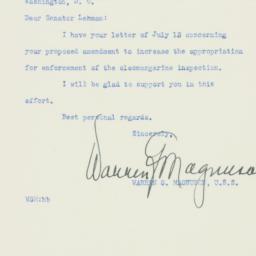 Washington, D. C.
Dear Senator Lehman:
I have your letter of July 13 concerning
your proposed amendment to increase the appropriation
for enforcement of the oleomargarine inspection.
I will be glad to support you in this
effort.
Best personal regards.
Sincerely,
Warren G Magnuson
WARREN G. MAGNUSON, U.S.S.
WGM:hb